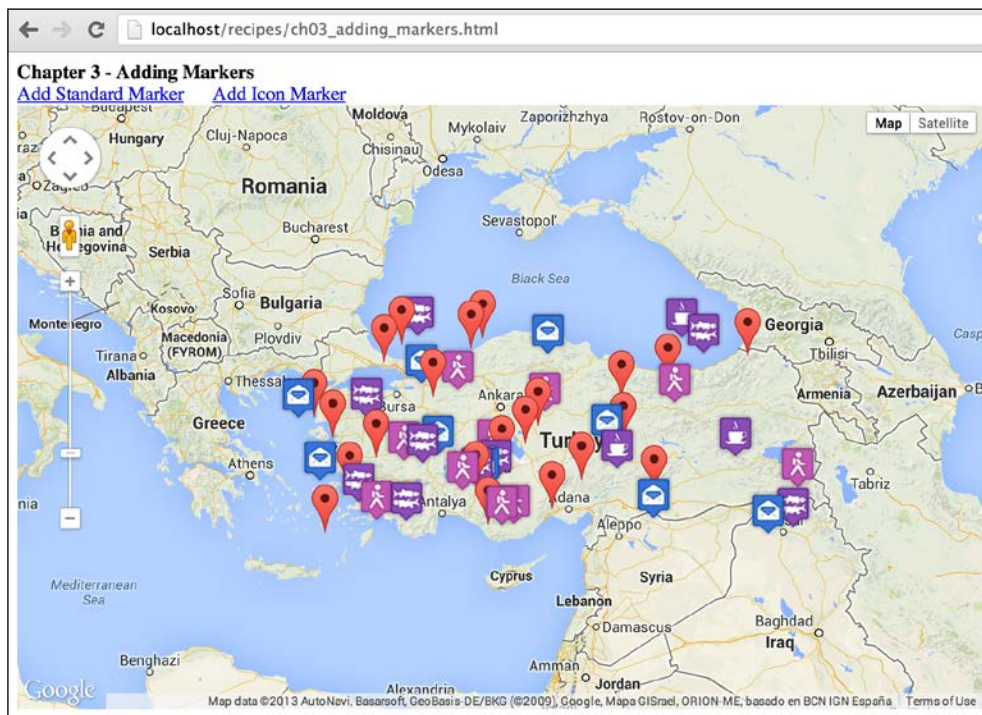 localhost/recipes/ch03_adding_markers.html
Chapter 3 - Adding Markers
Add Standard Marker Add Icon Marker
Budapest
Moldova
Zaporizhzhya
Rostov-on-Don
Map Satellite
Hungary
Cluj-Napoca
Chisinau
Mykolaiv
Odesa
Zagreb
Romania
Sevastopol'
Bucharest
Serbia
Black Sea
Sofia
Bulgaria
Kosovo
Montenegro
Macedonia
(FYROM)
Plovdiv
Georgia
Tbilisi
Tirana
Albania
Thessal
Bursa
Ankara
Armenia
Azerbaijan
Greece
Athens
Tu
Antalya
Adana
Tabriz
Aleppo
Mediterranean
Sea
Cyprus
Syria
Lebanon
Damascus
Baghdad
Iraq
Benghazi
Amman
Jordan
Alexandria
Google
Map data ©2013 AutoNavi, Basarsoft, GeoBasis-DE/BKG (©2009), Google, Mapa GISrael, ORION-ME, basado en BCN IGN España Terms of Use